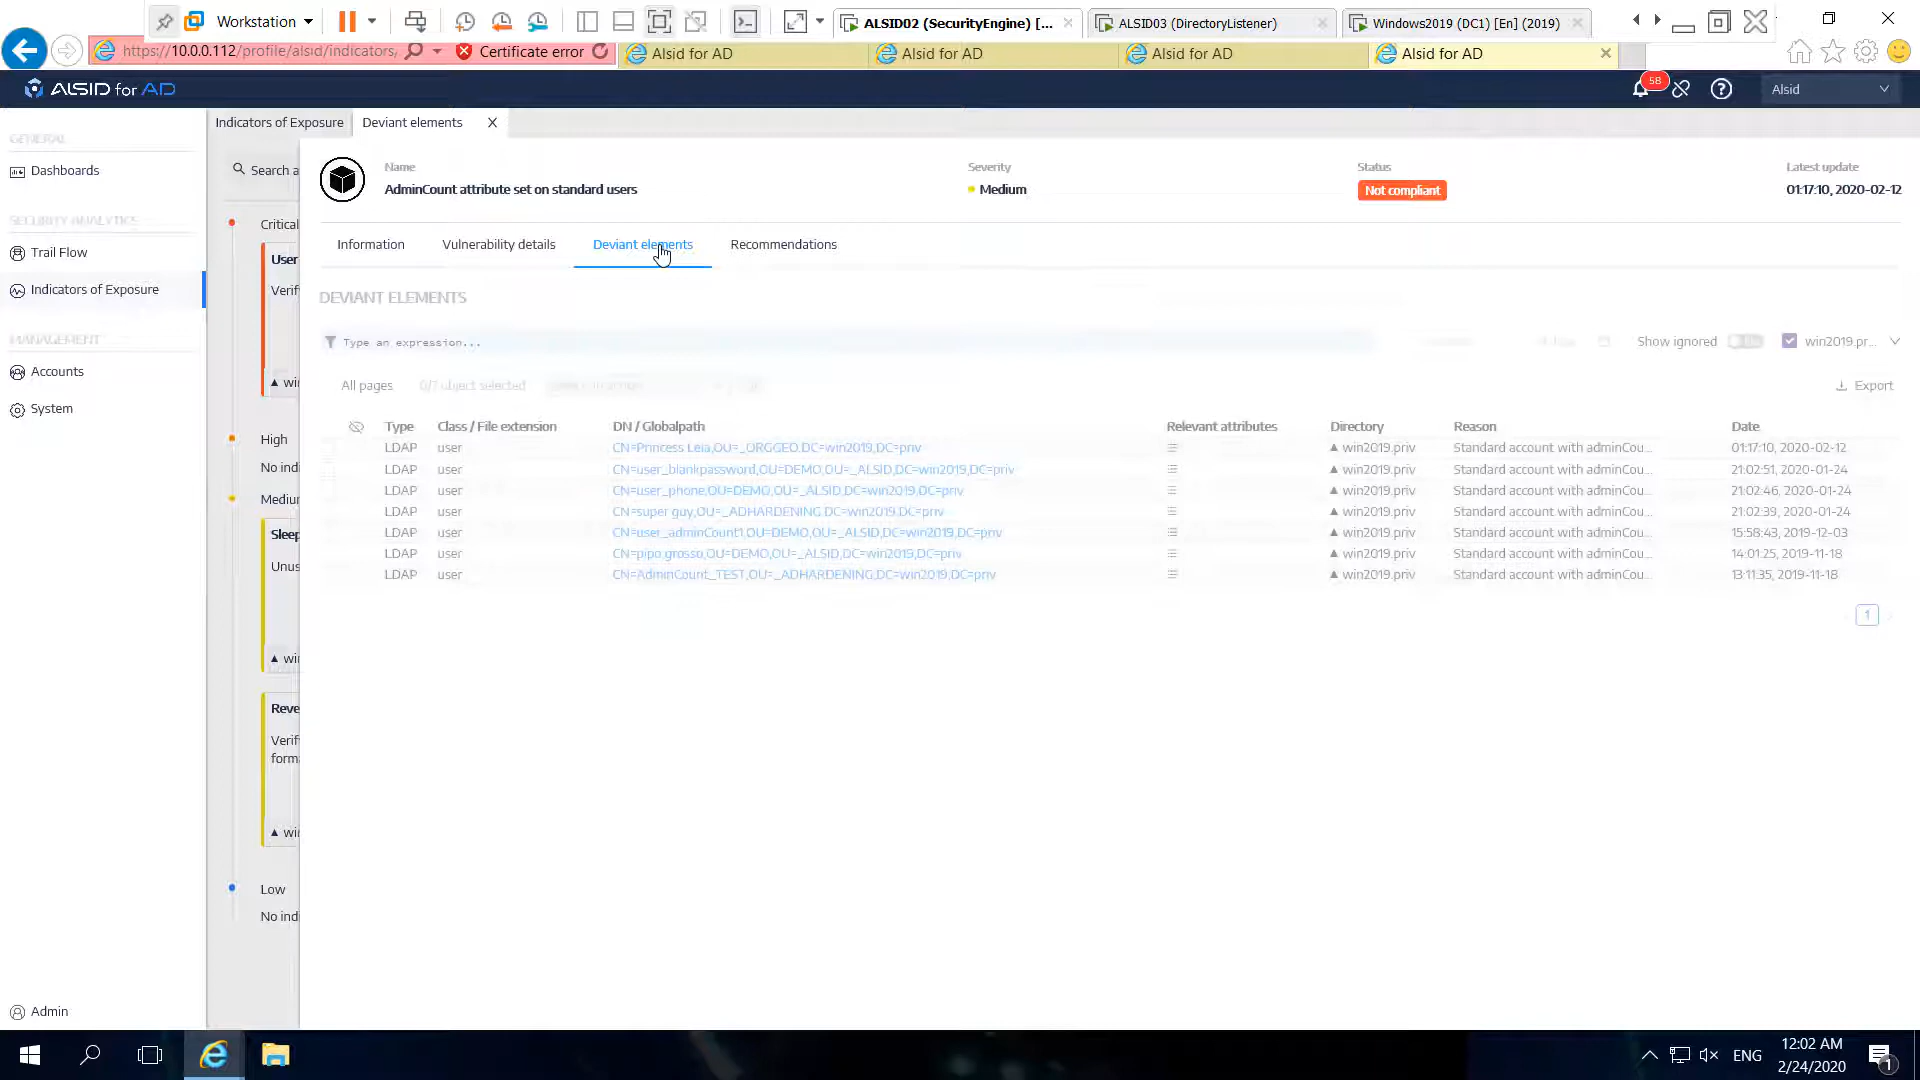 Workstation
ALSID02 (SecurityEngine) [...
ALSID03 (DirectoryListener)
Windows2019 (DC1) [En] (2019)
https://10.0.0.112/profile/alsid/indicators,
Certificate error
Alsid for AD
Alsid for AD
Alsid for AD
Alsid for AD
ALSID for AD
58
Alsid
GENERAL
Dashboards
SECURITY ANALYTICS
Trail Flow
Indicators of Exposure
MANAGEMENT
Accounts
System
Admin
Indicators of Exposure
Deviant elements
Search a
Critical
User
Verif
wi
High
No indi
Medium
Sleep
Unus
wi
Reve
Verif
form
wi
Low
No indi
Name
AdminCount attribute set on standard users
Severity
Medium
Status
Not compliant
Latest update
01:17:10, 2020-02-12
Information
Vulnerability details
Deviant elements
Recommendations
DEVIANT ELEMENTS
Type an expression...
Show ignored
win2019.pr...
All pages
0/7 object selected
Export
Type Class / File extension DN / Globalpath Relevant attributes Directory Reason Date
LDAP user CN=Princess Leia,OU=_ORGGEO,DC=win2019,DC=priv win2019.priv Standard account with adminCou... 01:17:10, 2020-02-12
LDAP user CN=user_blankpassword,OU=DEMO,OU=_ALSID,DC=win2019,DC=priv win2019.priv Standard account with adminCou... 21:02:51, 2020-01-24
LDAP user CN=user_phone,OU=DEMO,OU=_ALSID,DC=win2019,DC=priv win2019.priv Standard account with adminCou... 21:02:46, 2020-01-24
LDAP user CN=super guy,OU=_ADHARDENING,DC=win2019,DC=priv win2019.priv Standard account with adminCou... 21:02:39, 2020-01-24
LDAP user CN=user_adminCount1,OU=DEMO,OU=_ALSID,DC=win2019,DC=priv win2019.priv Standard account with adminCou... 15:58:43, 2019-12-03
LDAP user CN=pipo grosso,OU=DEMO,OU=_ALSID,DC=win2019,DC=priv win2019.priv Standard account with adminCou... 14:01:25, 2019-11-18
LDAP user CN=AdminCount_TEST,OU=_ADHARDENING,DC=win2019,DC=priv win2019.priv Standard account with adminCou... 13:11:35, 2019-11-18
1
ENG
12:02 AM
2/24/2020
1